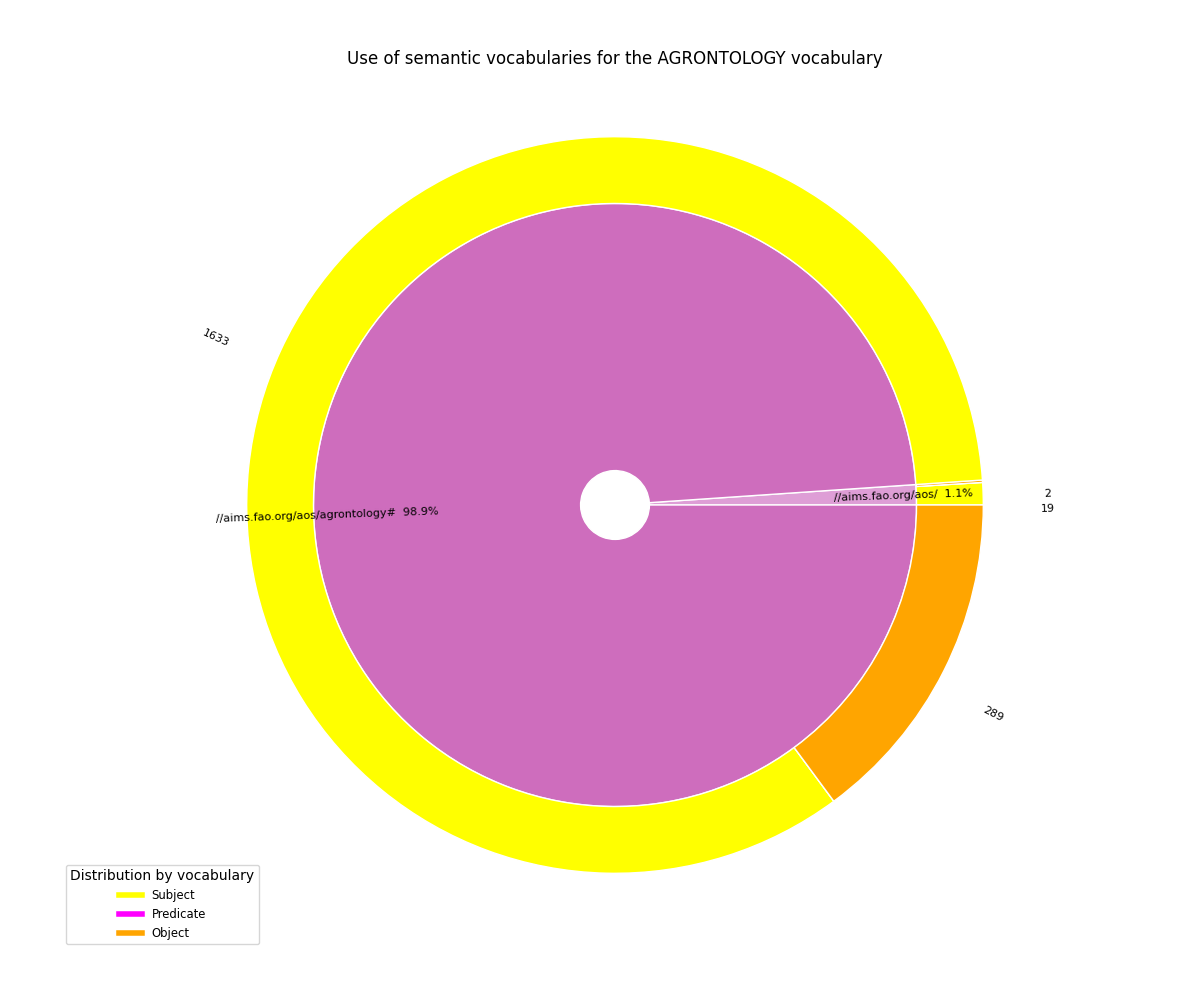 Use of semantic vocabularies for the AGRONTOLOGY vocabulary
1633
//aims.fao.org/aos/ 1.1%
2
19
//aims.fao.org/aos/agrontology# 98.9%
289
Distribution by vocabulary
Subject
Predicate
Object